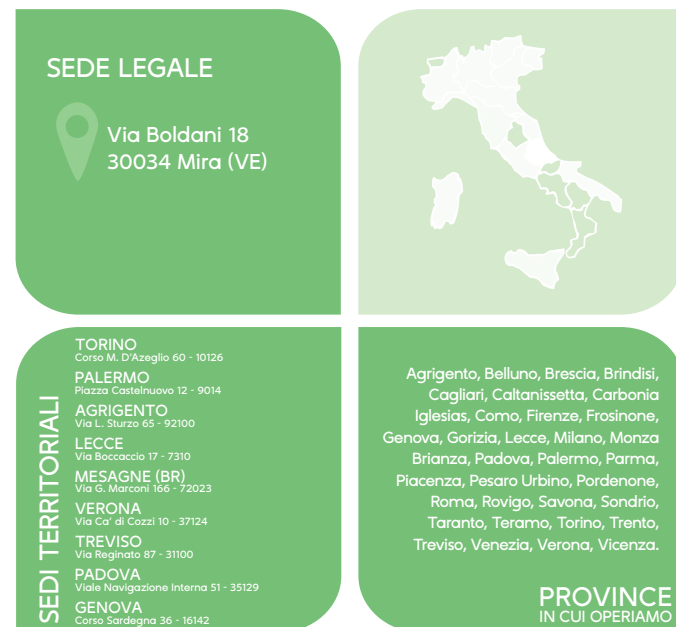 SEDE LEGALE
Via Boldani 18
30034 Mira (VE)
SEDI TERRITORIALI
TORINO
Corso M. D'Azeglio 60 - 10126
PALERMO
Piazza Castelnuovo 12 - 9014
AGRIGENTO
Via L. Sturzo 65 - 92100
LECCE
Via Boccaccio 17 - 7310
MESAGNE (BR)
Via G. Marconi 166 - 72023
VERONA
Via Ca' di Cozzi 10 - 37124
TREVISO
Via Reginato 87 - 31100
PADOVA
Viale Navigazione Interna 51 - 35129
GENOVA
Corso Sardegna 36 - 16142
Agrigento, Belluno, Brescia, Brindisi,
Cagliari, Caltanissetta, Carbonia
Iglesias, Como, Firenze, Frosinone,
Genova, Gorizia, Lecce, Milano, Monza
Brianza, Padova, Palermo, Parma,
Piacenza, Pesaro Urbino, Pordenone,
Roma, Rovigo, Savona, Sondrio,
Taranto, Teramo, Torino, Trento,
Treviso, Venezia, Verona, Vicenza.
PROVINCE
IN CUI OPERIAMO